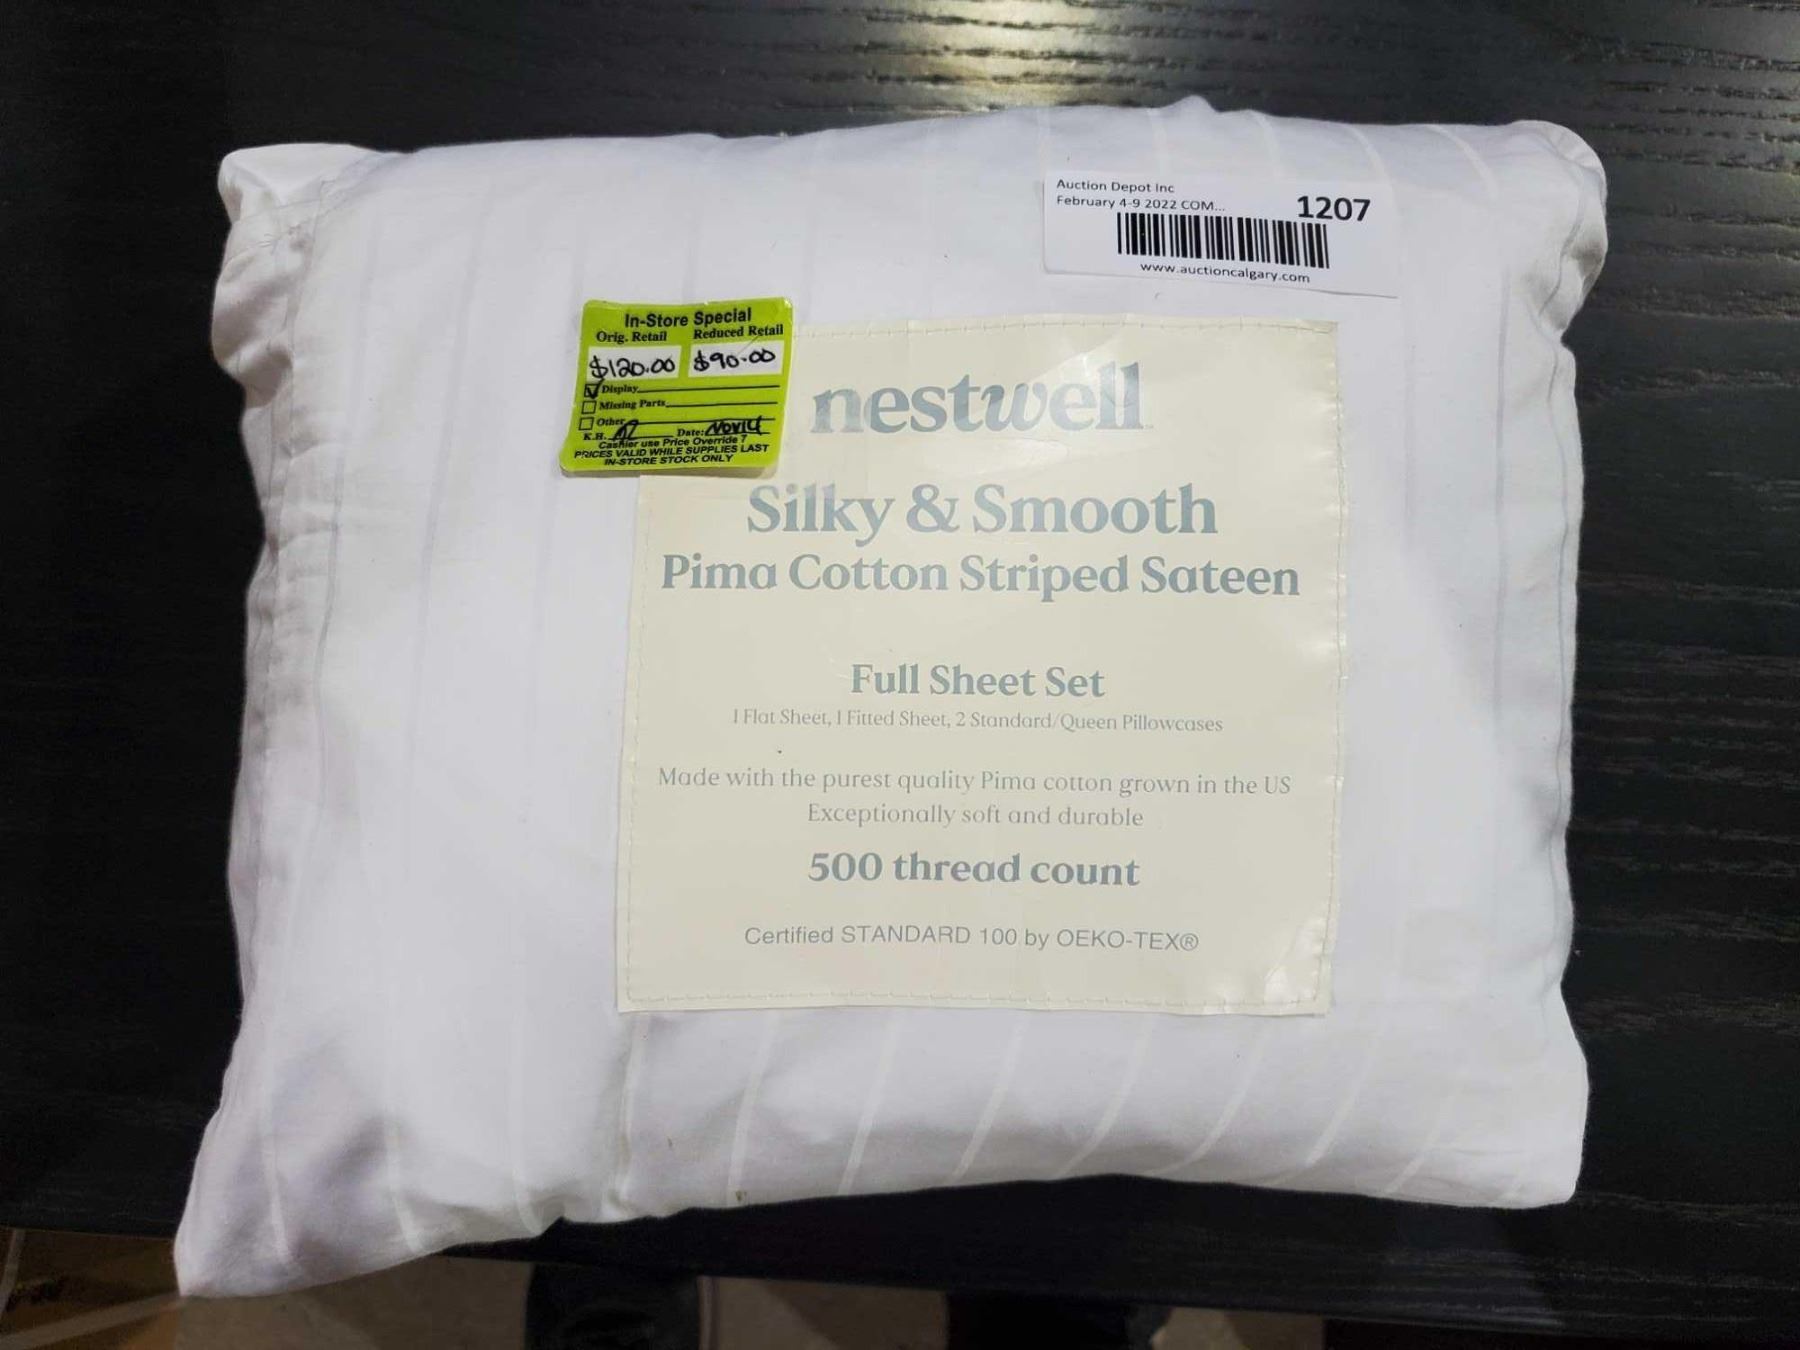 Auction Depot Inc
February 4-9 2022 COM...
1207
www.auctioncalgary.com
In-Store Special
Orig. Retail Reduced Retail
$120.00 $90.00
Display
Missing Parts
Other
K.H. Date: Nov 14
Cashier use Price Override 7
PRICES VALID WHILE SUPPLIES LAST
IN-STORE STOCK ONLY
nestwell
Silky & Smooth
Pima Cotton Striped Sateen
Full Sheet Set
1 Flat Sheet, 1 Fitted Sheet, 2 Standard/Queen Pillowcases
Made with the purest quality Pima cotton grown in the US
Exceptionally soft and durable
500 thread count
Certified STANDARD 100 by OEKO-TEX®